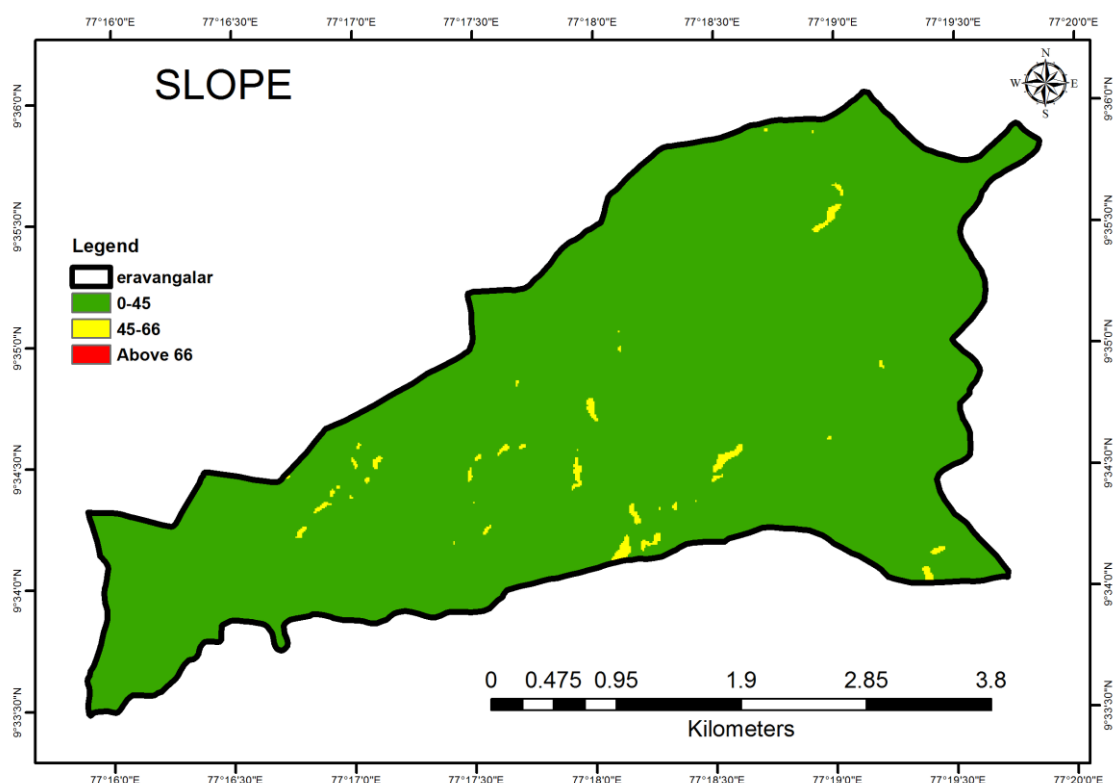 77°16'0"E 77°16'30"E 77°17'0"E 77°17'30"E 77°18'0"E 77°18'30"E 77°19'0"E 77°19'30"E 77°20'0"E
SLOPE
N
W E
S
9°36'0"N 9°36'0"N
9°35'30"N 9°35'30"N
Legend
eravangalar
0-45
45-66
Above 66
9°35'0"N 9°35'0"N
9°34'30"N 9°34'30"N
9°34'0"N 9°34'0"N
0 0.475 0.95 1.9 2.85 3.8
Kilometers
9°33'30"N 9°33'30"N
77°16'0"E 77°16'30"E 77°17'0"E 77°17'30"E 77°18'0"E 77°18'30"E 77°19'0"E 77°19'30"E 77°20'0"E